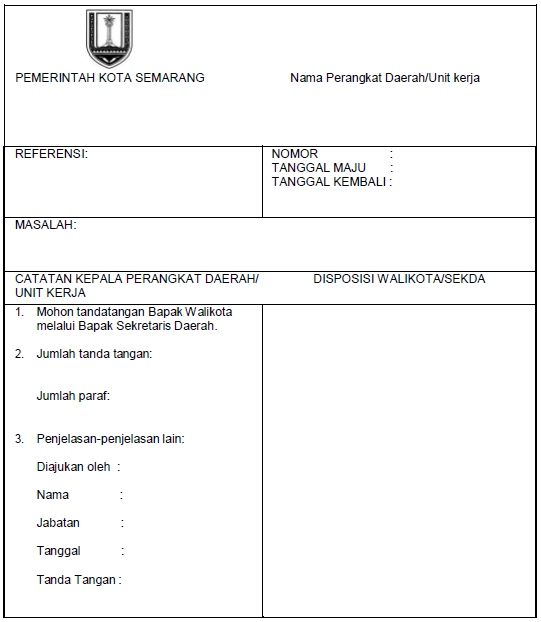 PEMERINTAH KOTA SEMARANG
Nama Perangkat Daerah/Unit kerja
REFERENSI:
NOMOR :
TANGGAL MAJU :
TANGGAL KEMBALI :
MASALAH:
CATATAN KEPALA PERANGKAT DAERAH/
UNIT KERJA
DISPOSISI WALIKOTA/SEKDA
1. Mohon tandatangan Bapak Walikota
melalui Bapak Sekretaris Daerah.
2. Jumlah tanda tangan:
Jumlah paraf:
3. Penjelasan-penjelasan lain:
Diajukan oleh :
Nama :
Jabatan :
Tanggal :
Tanda Tangan :